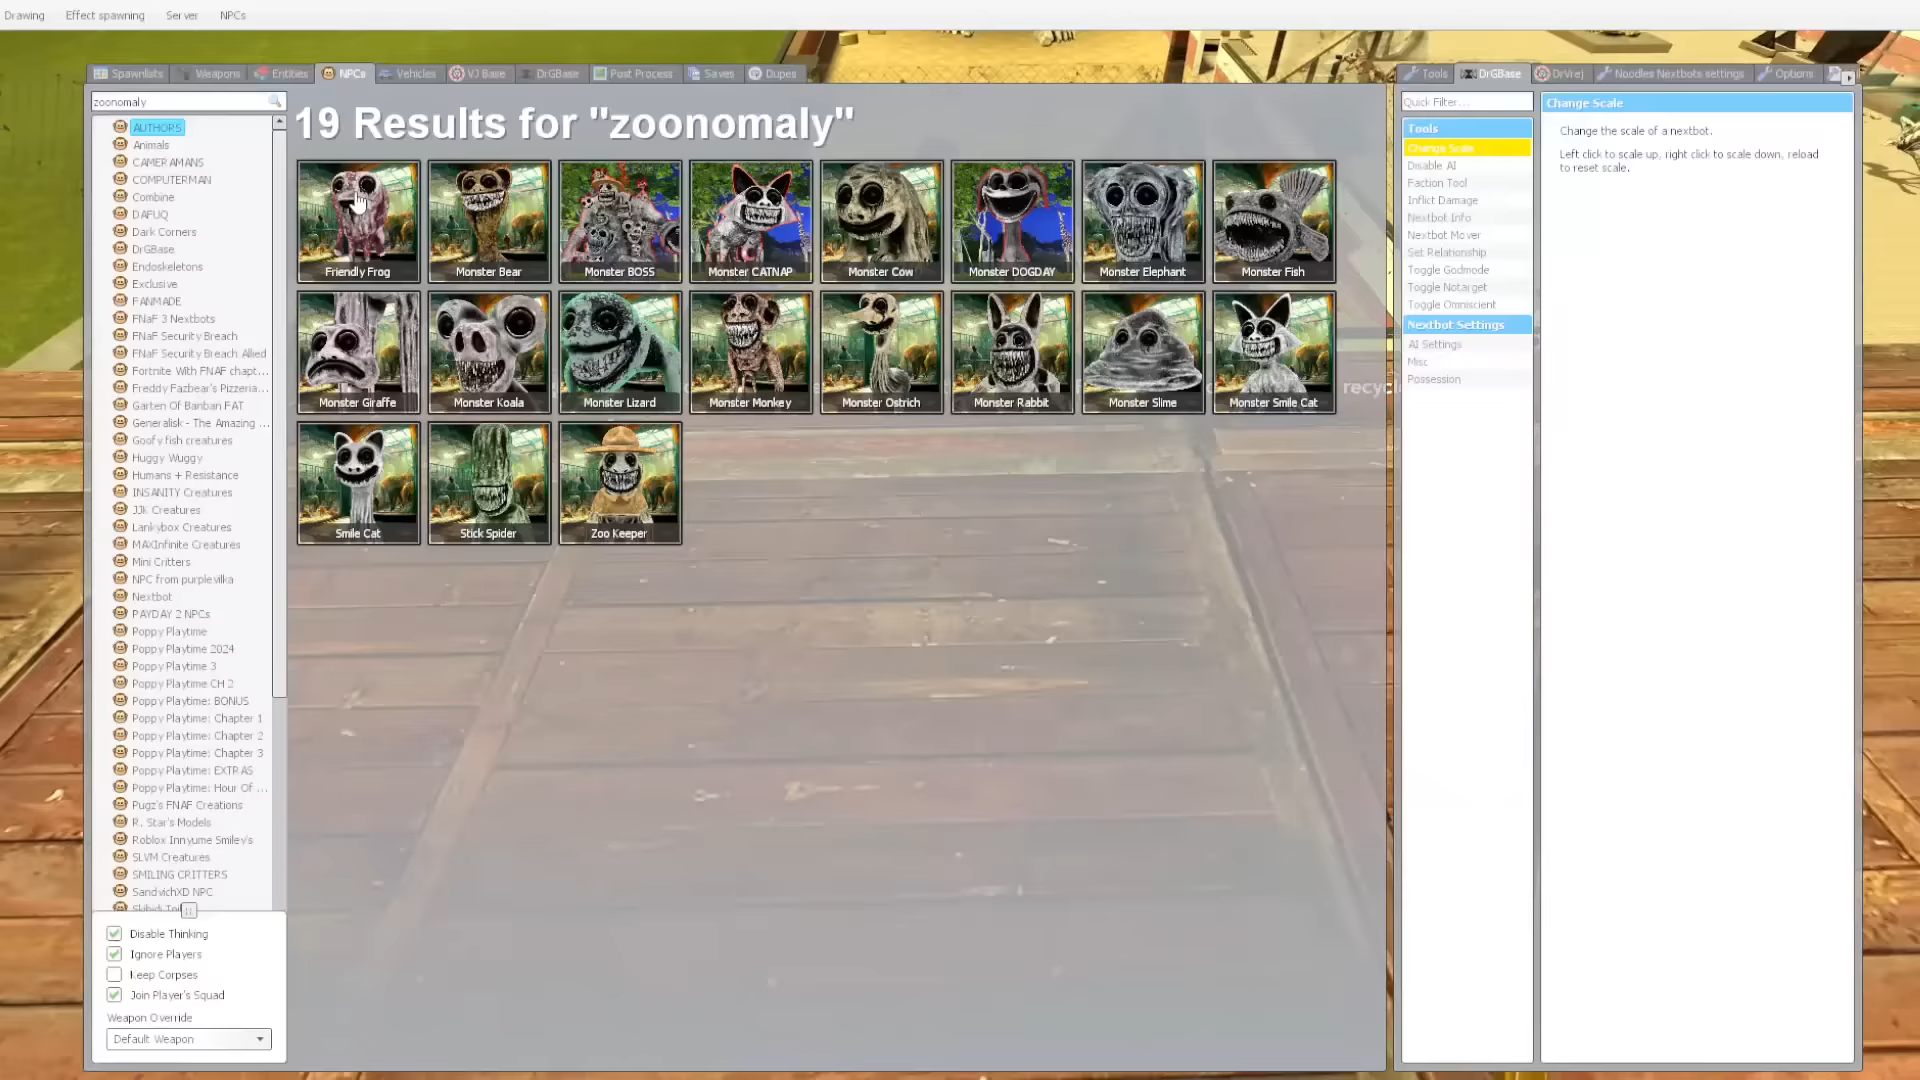 Drawing Effect spawning Server NPCs
Spawnlists Weapons Entities NPCs Vehicles VJ Base DrGBase Post Process Saves Dupes
Tools DrGBase DrVrej Noodles Nextbots settings Options
zoonomaly
19 Results for "zoonomaly"
AUTHORS
Animals
CAMERAMANS
COMPUTERMAN
Combine
DAFUQ
Dark Corners
DrGBase
Endoskeletons
Exclusive
FANMADE
FNaF 3 Nextbots
FNaF Security Breach
FNaF Security Breach Allied
Fortnite With FNAF chapt...
Freddy Fazbear's Pizzeria...
Garten Of Banban FAT
Generalisk - The Amazing ...
Goofy fish creatures
Huggy Wuggy
Humans + Resistance
INSANITY Creatures
JJk Creatures
Lankybox Creatures
MAXInfinite Creatures
Mini Critters
NPC from purplevilka
Nextbot
PAYDAY 2 NPCs
Poppy Playtime
Poppy Playtime 2024
Poppy Playtime 3
Poppy Playtime CH 2
Poppy Playtime: BONUS
Poppy Playtime: Chapter 1
Poppy Playtime: Chapter 2
Poppy Playtime: Chapter 3
Poppy Playtime: EXTRAS
Poppy Playtime: Hour Of ...
Pugz's FNAF Creations
R. Star's Models
Roblox Innyume Smiley's
SLVM Creatures
SMILING CRITTERS
SandvichXD NPC
Disable Thinking
Ignore Players
Keep Corpses
Join Player's Squad
Weapon Override
Default Weapon
Friendly Frog Monster Bear Monster BOSS Monster CATNAP Monster Cow Monster DOGDAY Monster Elephant Monster Fish
Monster Giraffe Monster Koala Monster Lizard Monster Monkey Monster Ostrich Monster Rabbit Monster Slime Monster Smile Cat
Smile Cat Stick Spider Zoo Keeper
Quick Filter...
Tools
Change Scale
Disable AI
Faction Tool
Inflict Damage
Nextbot Info
Nextbot Mover
Set Relationship
Toggle Godmode
Toggle Notarget
Toggle Omniscient
Nextbot Settings
AI Settings
Misc
Possession
Change Scale
Change the scale of a nextbot.
Left click to scale up, right click to scale down, reload
to reset scale.